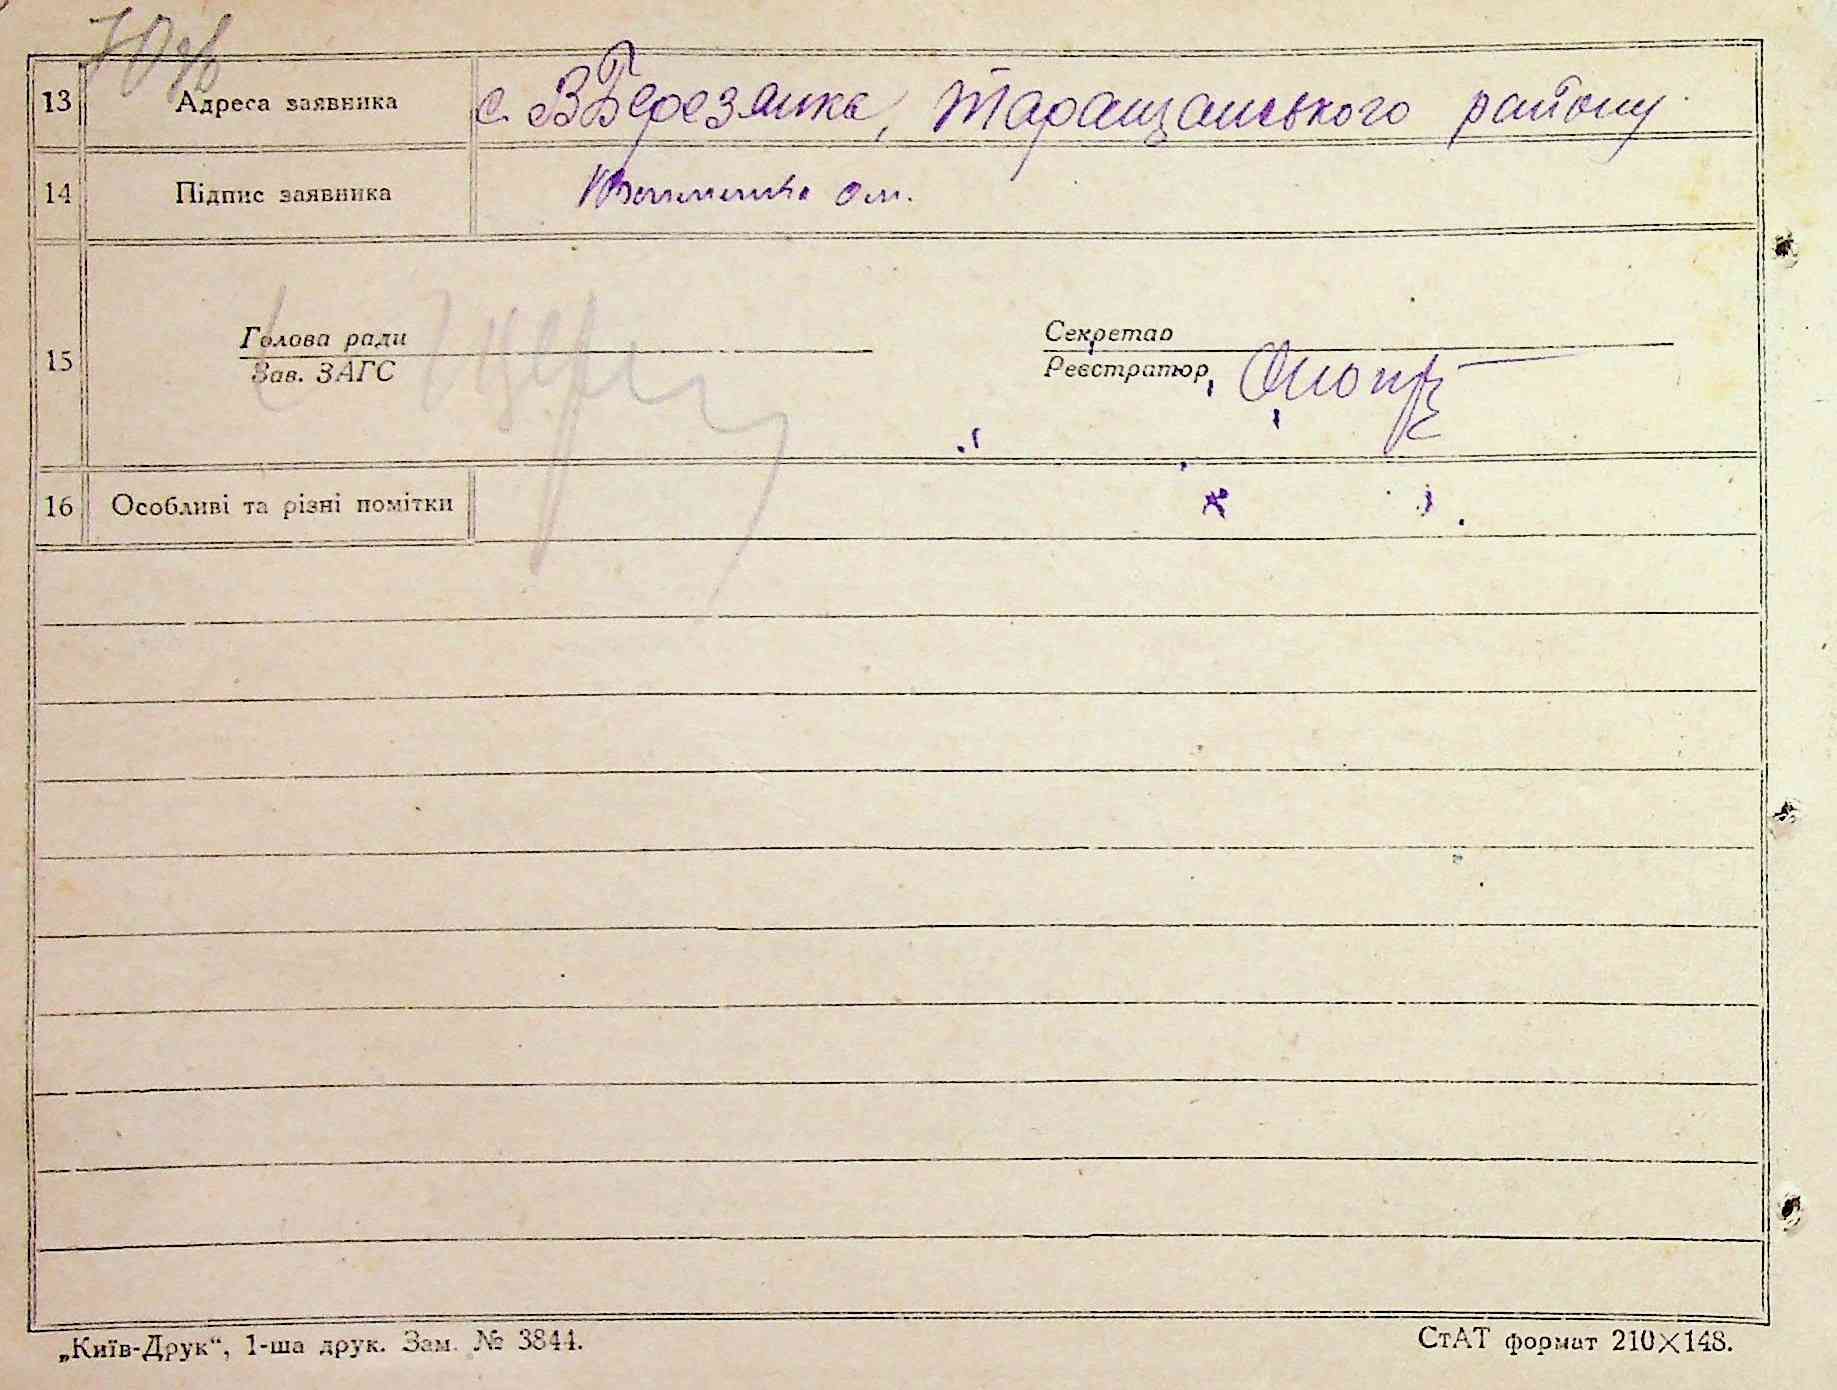 13 Адреса заявника с. В Березянка, Таращанського району
14 Підпис заявника
15
Голова ради Секретар
Зав. ЗАГС Реєстратор
16 Особливі та різні помітки
„Київ-Друк“, 1-ша друк. Зам. № 3844. СтАТ формат 210×148.